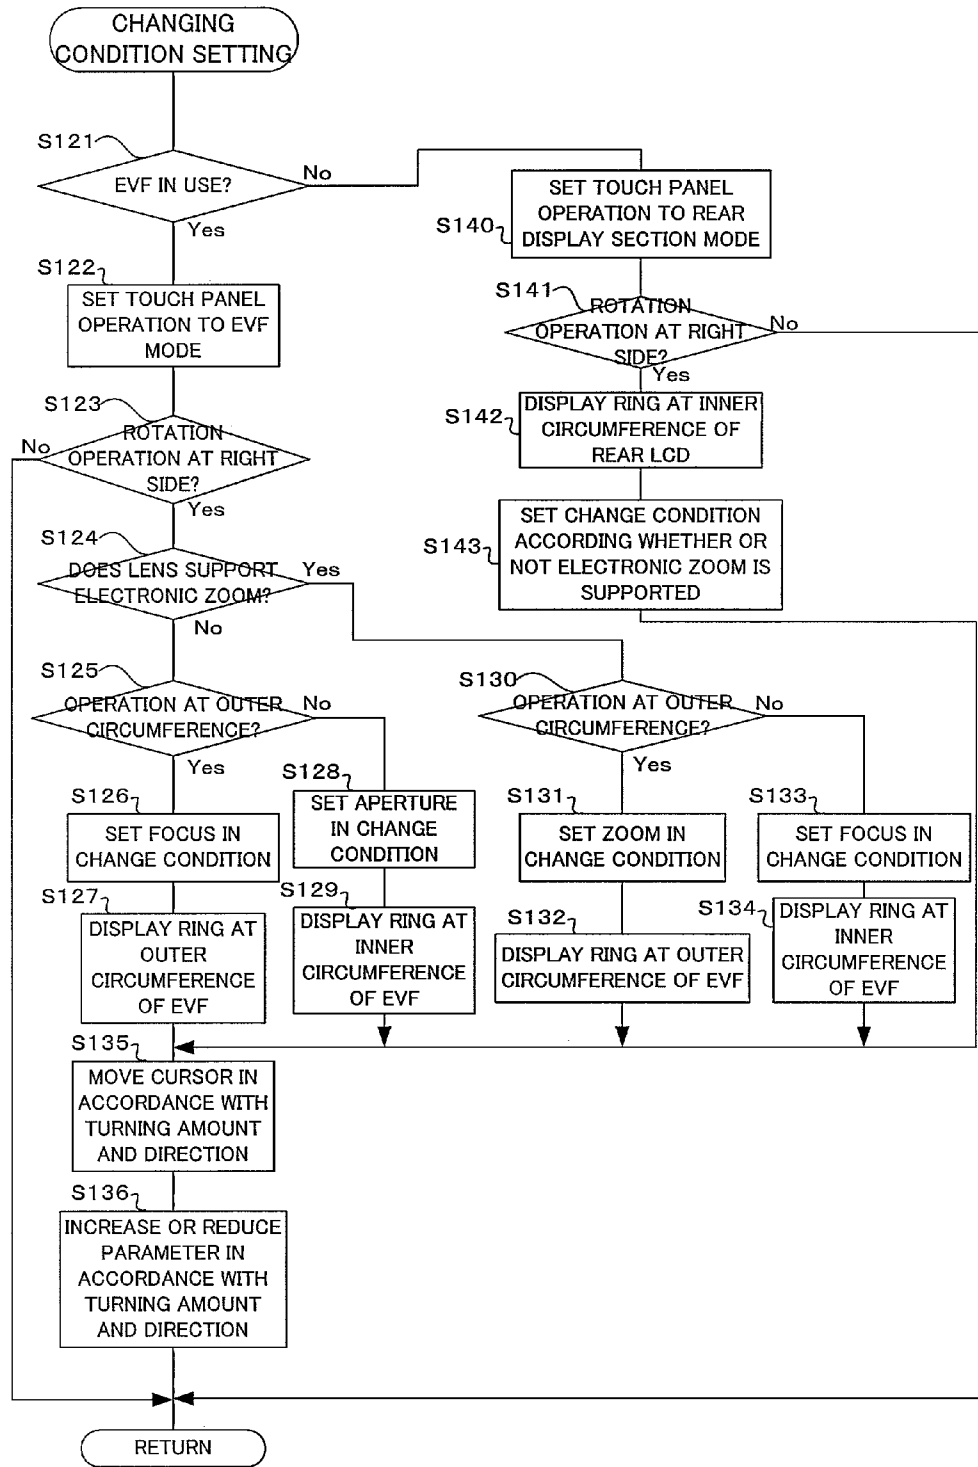 CHANGING
CONDITION SETTING
S121
EVF IN USE?
No
Yes
S122
SET TOUCH PANEL
OPERATION TO EVF
MODE
S123
ROTATION
OPERATION AT RIGHT
SIDE?
No
Yes
S124
DOES LENS SUPPORT
ELECTRONIC ZOOM?
Yes
No
S125
OPERATION AT OUTER
CIRCUMFERENCE?
No
Yes
S126
SET FOCUS IN
CHANGE CONDITION
S127
DISPLAY RING AT
OUTER
CIRCUMFERENCE
OF EVF
S128
SET APERTURE
IN CHANGE
CONDITION
S129
DISPLAY RING AT
INNER
CIRCUMFERENCE
OF EVF
S130
OPERATION AT OUTER
CIRCUMFERENCE?
No
Yes
S131
SET ZOOM IN
CHANGE CONDITION
S132
DISPLAY RING AT OUTER
CIRCUMFERENCE OF EVF
S133
SET FOCUS IN
CHANGE CONDITION
S134
DISPLAY RING AT
INNER
CIRCUMFERENCE
OF EVF
S135
MOVE CURSOR IN
ACCORDANCE WITH
TURNING AMOUNT
AND DIRECTION
S136
INCREASE OR REDUCE
PARAMETER IN
ACCORDANCE WITH
TURNING AMOUNT
AND DIRECTION
S140
SET TOUCH PANEL
OPERATION TO REAR
DISPLAY SECTION MODE
S141
ROTATION
OPERATION AT RIGHT
SIDE?
No
Yes
S142
DISPLAY RING AT INNER
CIRCUMFERENCE OF
REAR LCD
S143
SET CHANGE CONDITION
ACCORDING WHETHER OR
NOT ELECTRONIC ZOOM IS
SUPPORTED
RETURN